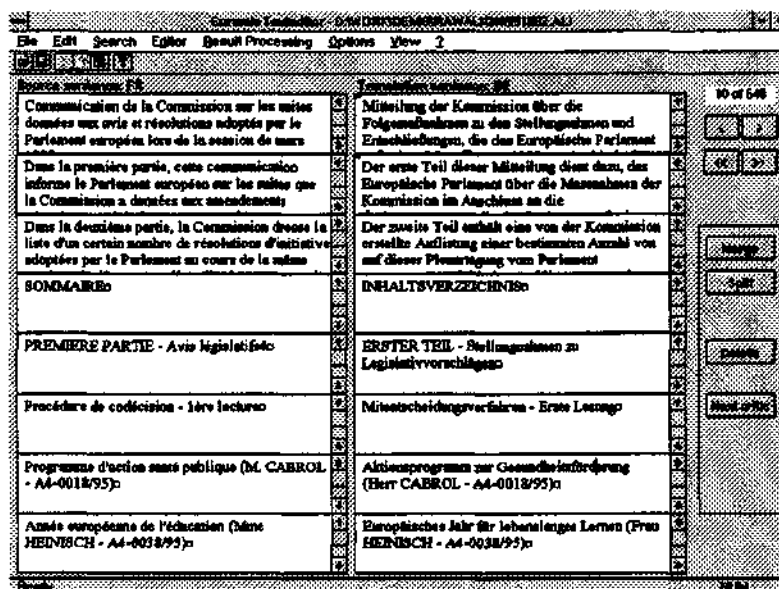 File Edit Search Editor Result Processing Options View ?
10 of 546
Communication de la Commission sur les suites
données aux avis et résolutions adoptés par le
Parlement européen lors de la session de mars
Mitteilung der Kommission über die
Folgemaßnahmen zu den Stellungnahmen und
Entschließungen, die das Europäische Parlament
Dans la première partie, cette communication
informe le Parlement européen sur les suites que
la Commission a données aux amendements
Der erste Teil dieser Mitteilung dient dazu, das
Europäische Parlament über die Massnahmen der
Kommission im Anschluss an die
Dans la deuxième partie, la Commission dresse la
liste d'un certain nombre de résolutions d'initiative
adoptées par le Parlement au cours de la même
Der zweite Teil enthält eine von der Kommission
erstellte Auflistung einer bestimmten Anzahl von
auf dieser Plenartagung vom Parlament
SOMMAIRE¤
INHALTSVERZEICHNIS¤
PREMIERE PARTIE - Avis législatifs¤
ERSTER TEIL - Stellungnahmen zu
Legislativvorschlägen¤
Procédure de codécision - 1ère lecture¤
Mitentscheidungsverfahren - Erste Lesung¤
Programme d'action santé publique (M. CABROL
- A4-0018/95)¤
Aktionsprogramm zur Gesundheitsförderung
(Herr CABROL - A4-0018/95)¤
Année européenne de l'éducation (Mme
HEINISCH - A4-0038/95)¤
Europäisches Jahr für lebenslanges Lernen (Frau
HEINISCH - A4-0038/95)¤
Merge
Split
Delete